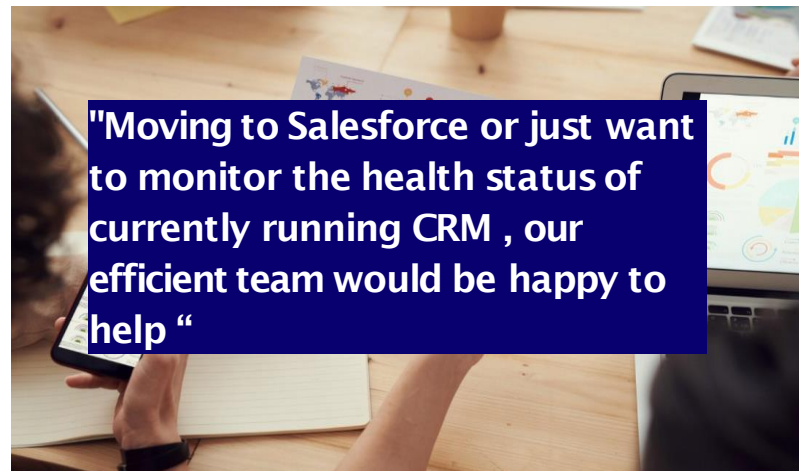 "Moving to Salesforce or just want
to monitor the health status of
currently running CRM , our
efficient team would be happy to
help “